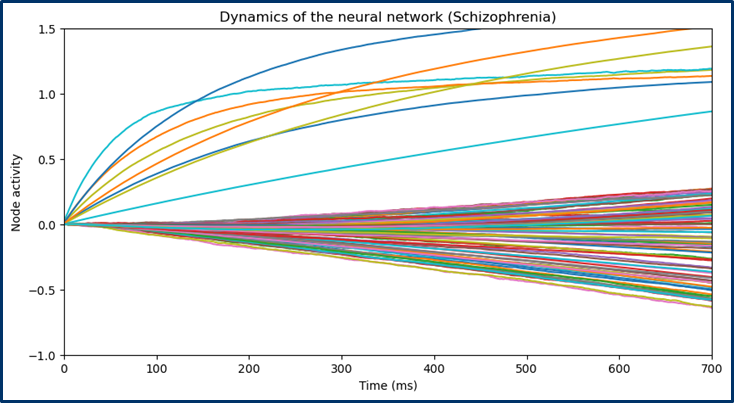 Dynamics of the neural network (Schizophrenia)
1.5
1.0
0.5
0.0
−0.5
−1.0
Node activity
0 100 200 300 400 500 600 700
Time (ms)